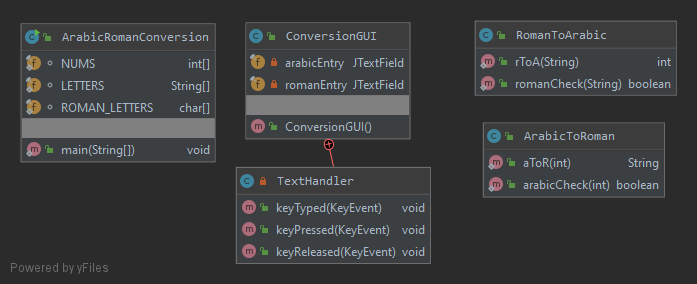 ArabicRomanConversion
NUMS int[]
LETTERS String[]
ROMAN_LETTERS char[]
main(String[]) void
ConversionGUI
arabicEntry JTextField
romanEntry JTextField
ConversionGUI()
TextHandler
keyTyped(KeyEvent) void
keyPressed(KeyEvent) void
keyReleased(KeyEvent) void
RomanToArabic
rToA(String) int
romanCheck(String) boolean
ArabicToRoman
aToR(int) String
arabicCheck(int) boolean
Powered by yFiles